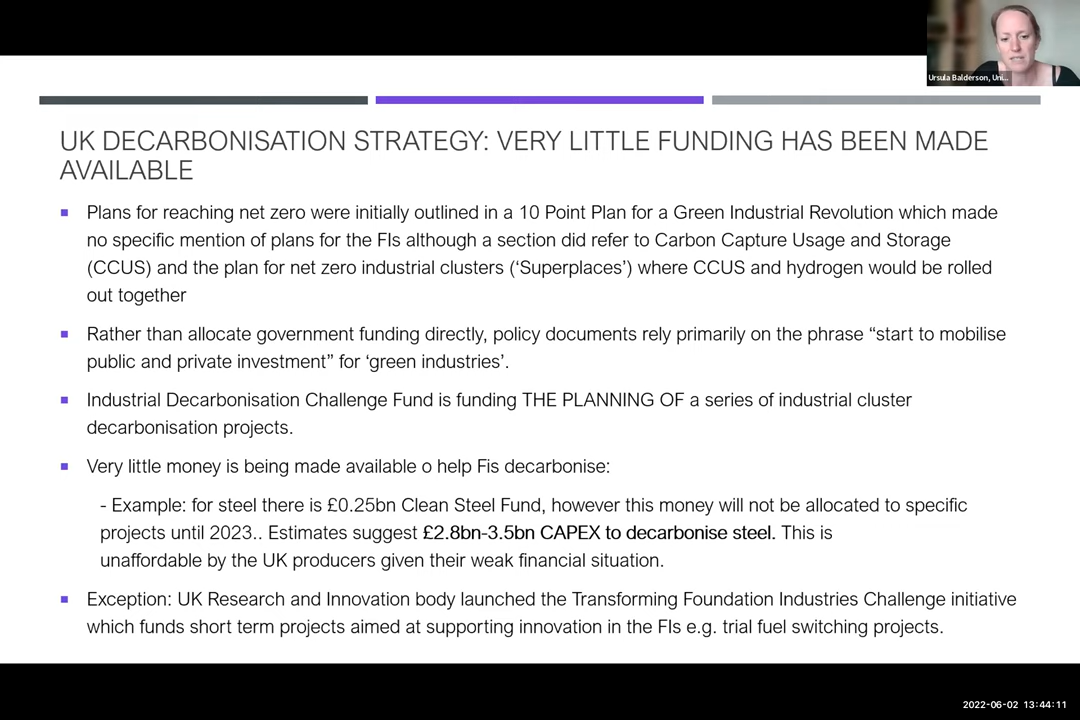 Ursula Balderson, Uni...
UK DECARBONISATION STRATEGY: VERY LITTLE FUNDING HAS BEEN MADE
AVAILABLE
Plans for reaching net zero were initially outlined in a 10 Point Plan for a Green Industrial Revolution which made
no specific mention of plans for the FIs although a section did refer to Carbon Capture Usage and Storage
(CCUS) and the plan for net zero industrial clusters (‘Superplaces’) where CCUS and hydrogen would be rolled
out together
Rather than allocate government funding directly, policy documents rely primarily on the phrase “start to mobilise
public and private investment” for ‘green industries’.
Industrial Decarbonisation Challenge Fund is funding THE PLANNING OF a series of industrial cluster
decarbonisation projects.
Very little money is being made available o help Fis decarbonise:
- Example: for steel there is £0.25bn Clean Steel Fund, however this money will not be allocated to specific
projects until 2023.. Estimates suggest £2.8bn-3.5bn CAPEX to decarbonise steel. This is
unaffordable by the UK producers given their weak financial situation.
Exception: UK Research and Innovation body launched the Transforming Foundation Industries Challenge initiative
which funds short term projects aimed at supporting innovation in the FIs e.g. trial fuel switching projects.
2022-06-02 13:44:11